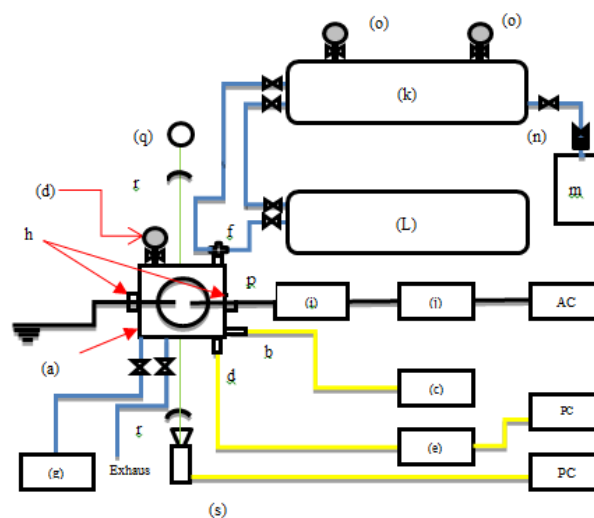 (o)
(o)
(k)
(q)
(n)
r
m
(d)
f
(L)
h
p
(i)
(j)
AC
(a)
b
d
(c)
r
(e)
PC
(g)
Exhaus
PC
(s)